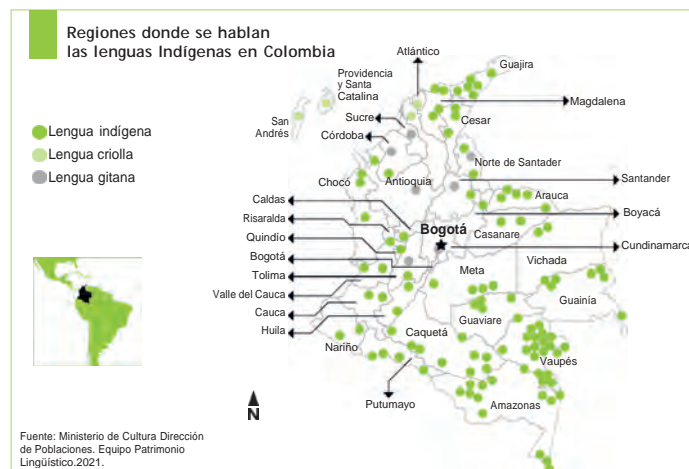 Regiones donde se hablan
las lenguas Indígenas en Colombia
Lengua indígena
Lengua criolla
Lengua gitana
Atlántico
Guajira
Providencia
y Santa
Catalina
Magdalena
San
Andrés
Sucre
Cesar
Córdoba
Norte de Santader
Chocó
Antioquia
Santander
Caldas
Arauca
Risaralda
Boyacá
Quindío
Bogotá
Casanare
Cundinamarca
Bogotá
Tolima
Meta
Vichada
Valle del Cauca
Guainía
Cauca
Guaviare
Huila
Caquetá
Nariño
Vaupés
Putumayo
Amazonas
N
Fuente: Ministerio de Cultura Dirección
de Poblaciones. Equipo Patrimonio
Lingüístico.2021.